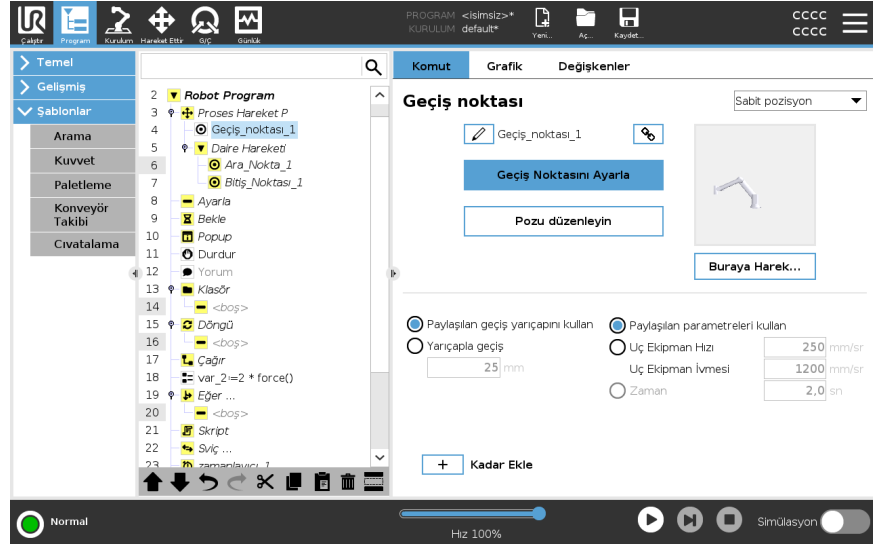 UR
Çalıştır
Program
Kurulum
Hareket Ettir
G/Ç
Günlük
PROGRAM <isimsiz>*
KURULUM default*
Yeni...
Aç...
Kaydet...
cccc
cccc
Temel
Gelişmiş
Şablonlar
Arama
Kuvvet
Paletleme
Konveyör
Takibi
Cıvatalama
2 Robot Program
3 Proses Hareket P
4 Geçiş_noktası_1
5 Daire Hareketi
6 Ara_Nokta_1
7 Bitiş_Noktası_1
8 Ayarla
9 Bekle
10 Popup
11 Durdur
12 Yorum
13 Klasör
14 <boş>
15 Döngü
16 <boş>
17 Çağır
18 var_2≔2 * force()
19 Eğer ...
20 <boş>
21 Skript
22 Sviç ...
23 zamanlayıcı_1
Komut
Grafik
Değişkenler
Geçiş noktası
Sabit pozisyon
Geçiş_noktası_1
Geçiş Noktasını Ayarla
Pozu düzenleyin
Buraya Harek...
Paylaşılan geçiş yarıçapını kullan
Yarıçapla geçiş
25 mm
Paylaşılan parametreleri kullan
Uç Ekipman Hızı 250 mm/sn
Uç Ekipman İvmesi 1200 mm/sn
Zaman 2,0 sn
+ Kadar Ekle
Normal
Hız 100%
Simülasyon